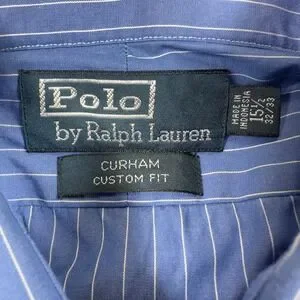 Polo
by Ralph Lauren
CURHAM
CUSTOM FIT
MADE IN
INDONESIA
15½
32/33